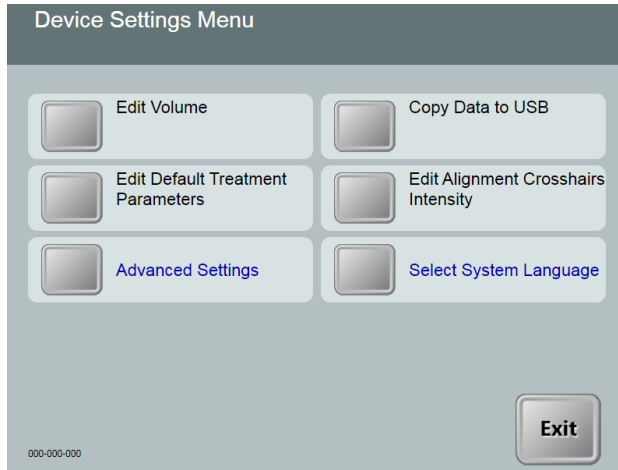 Device Settings Menu
Edit Volume
Copy Data to USB
Edit Default Treatment
Parameters
Edit Alignment Crosshairs
Intensity
Advanced Settings
Select System Language
Exit
000-000-000